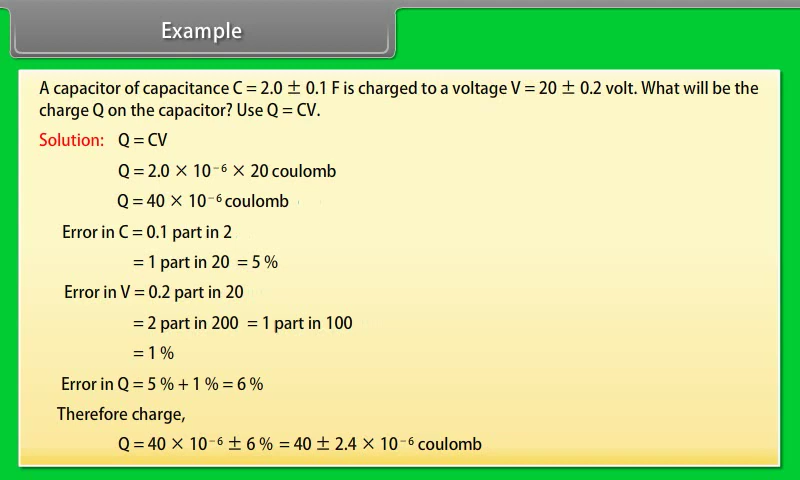 Example
A capacitor of capacitance C = 2.0 ± 0.1 F is charged to a voltage V = 20 ± 0.2 volt. What will be the
charge Q on the capacitor? Use Q = CV.
Solution: Q = CV
Q = 2.0 × 10⁻⁶ × 20 coulomb
Q = 40 × 10⁻⁶ coulomb
Error in C = 0.1 part in 2
= 1 part in 20 = 5 %
Error in V = 0.2 part in 20
= 2 part in 200 = 1 part in 100
= 1 %
Error in Q = 5 % + 1 % = 6 %
Therefore charge,
Q = 40 × 10⁻⁶ ± 6 % = 40 ± 2.4 × 10⁻⁶ coulomb